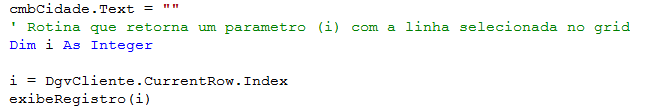 cmbCidade.Text = ""
' Rotina que retorna um parametro (i) com a linha selecionada no grid
Dim i As Integer
i = DgvCliente.CurrentRow.Index
exibeRegistro(i)